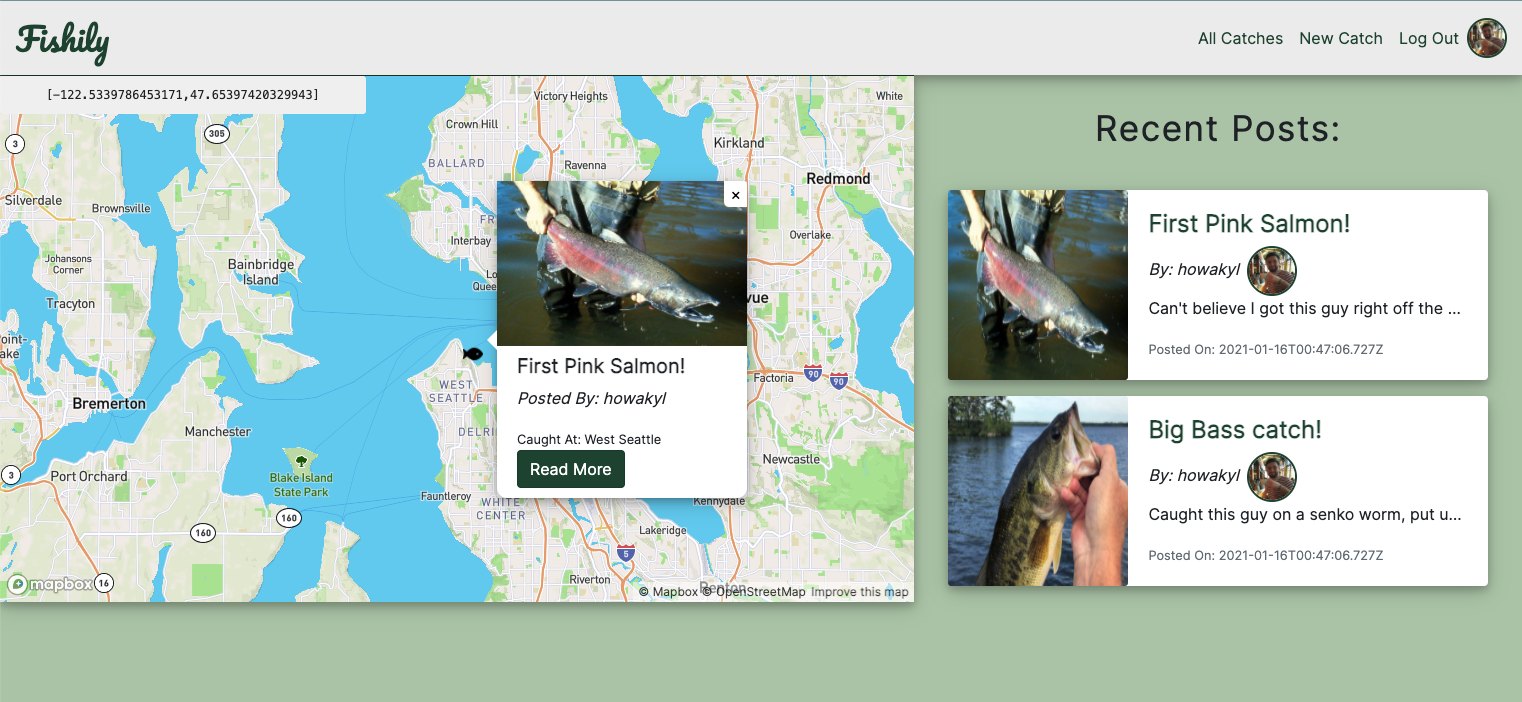 Fishily
All Catches New Catch Log Out
[-122.5339786453171,47.65397420329943]
Victory Heights
White
Crown Hill
305
3
Kirkland
BALLARD
Ravenna
Redmond
Silverdale
Brownsville
×
FR
Overlake
Interbay
Johansons
Corner
Bainbridge
Island
Lo
Quee
Tracyton
vue
Point-
ake
First Pink Salmon!
Posted By: howakyl
Caught At: West Seattle
Read More
90
90
Factoria
WEST
SEATTLE
Bremerton
Manchester
DELRI
Newcastle
3
Port Orchard
Blake Island
State Park
Fauntleroy
WHITE
CENTER
Kennydale
160
160
Lakeridge
5
Riverton
16
mapbox
Renton
© Mapbox © OpenStreetMap Improve this map
Recent Posts:
First Pink Salmon!
By: howakyl
Can't believe I got this guy right off the ...
Posted On: 2021-01-16T00:47:06.727Z
Big Bass catch!
By: howakyl
Caught this guy on a senko worm, put u...
Posted On: 2021-01-16T00:47:06.727Z